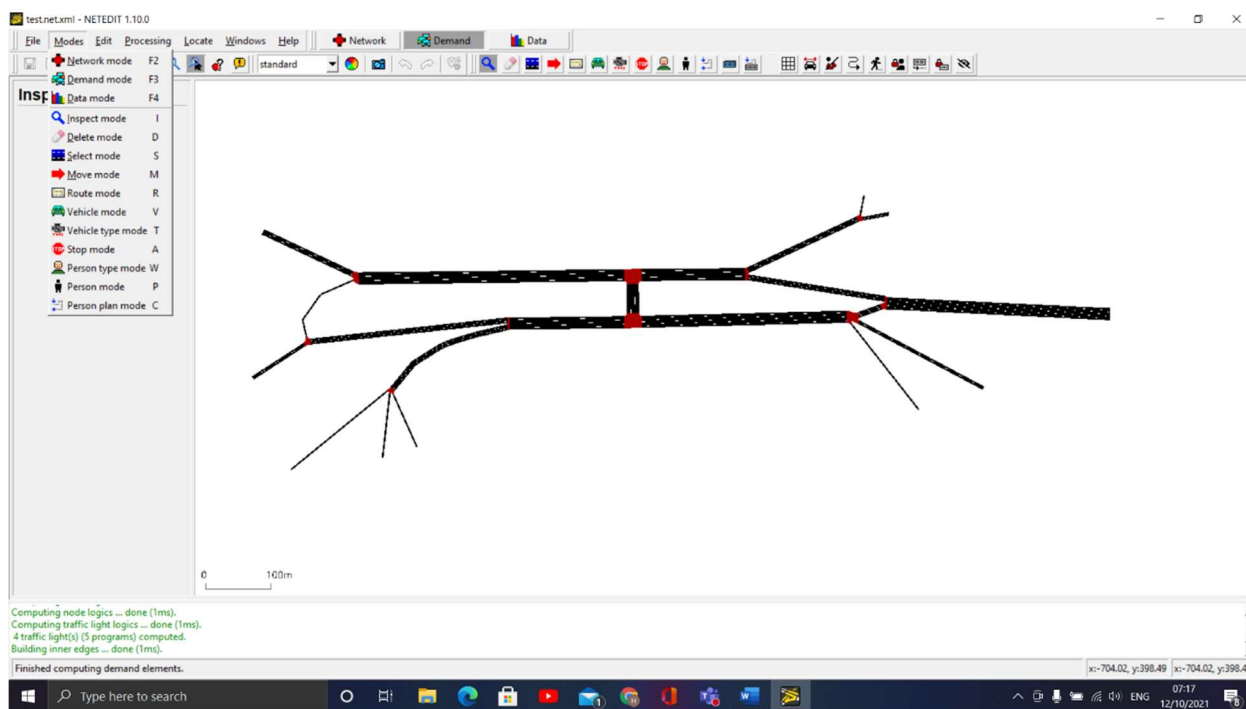 test.net.xml - NETEDIT 1.10.0
File Modes Edit Processing Locate Windows Help Network Demand Data
standard
Network mode F2
Demand mode F3
Data mode F4
Inspect mode I
Delete mode D
Select mode S
Move mode M
Route mode R
Vehicle mode V
Vehicle type mode T
Stop mode A
Person type mode W
Person mode P
Person plan mode C
0 100m
Computing node logics ... done (1ms).
Computing traffic light logics ... done (1ms).
4 traffic light(s) (5 programs) computed.
Building inner edges ... done (1ms).
Finished computing demand elements.
x:-704.02, y:398.49 x:-704.02, y:398.4
Type here to search
ENG
07:17
12/10/2021